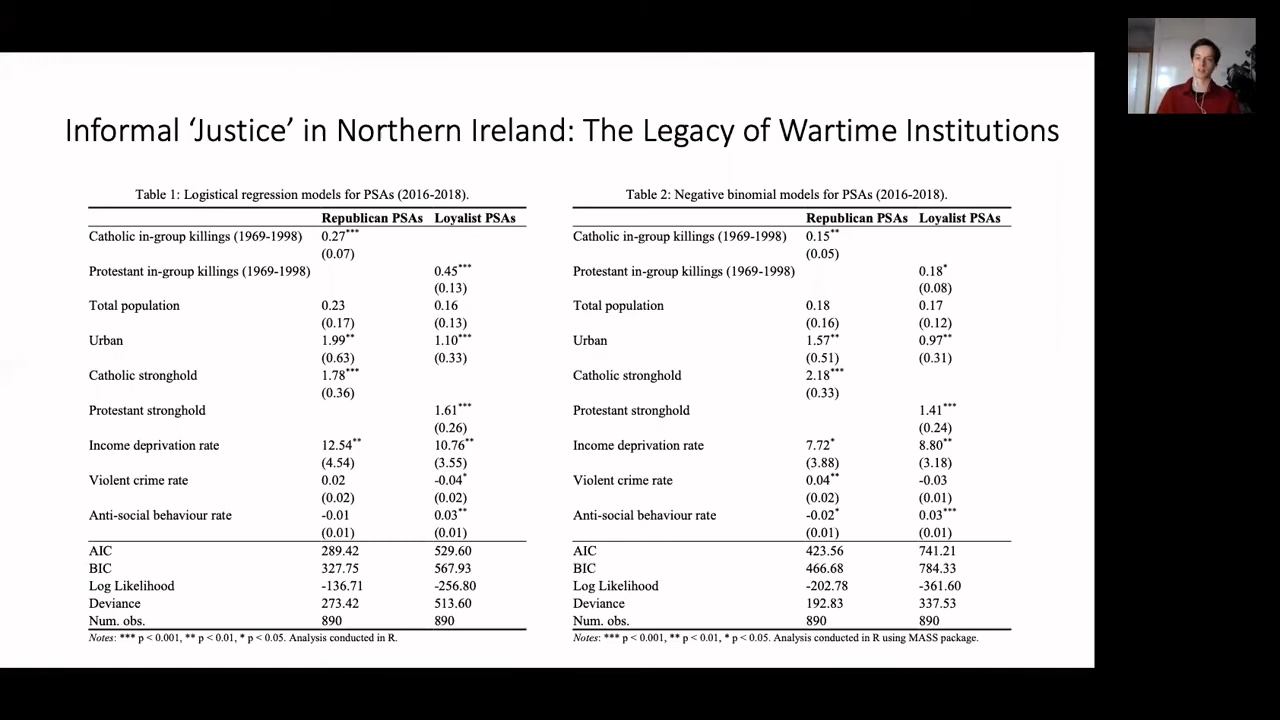 Informal ‘Justice’ in Northern Ireland: The Legacy of Wartime Institutions
Table 1: Logistical regression models for PSAs (2016-2018).
Republican PSAs Loyalist PSAs
Catholic in-group killings (1969-1998) 0.27***
(0.07)
Protestant in-group killings (1969-1998) 0.45***
(0.13)
Total population 0.23 0.16
(0.17) (0.13)
Urban 1.99** 1.10***
(0.63) (0.33)
Catholic stronghold 1.78***
(0.36)
Protestant stronghold 1.61***
(0.26)
Income deprivation rate 12.54** 10.76**
(4.54) (3.55)
Violent crime rate 0.02 -0.04*
(0.02) (0.02)
Anti-social behaviour rate -0.01 0.03**
(0.01) (0.01)
AIC 289.42 529.60
BIC 327.75 567.93
Log Likelihood -136.71 -256.80
Deviance 273.42 513.60
Num. obs. 890 890
Notes: *** p < 0.001, ** p < 0.01, * p < 0.05. Analysis conducted in R.
Table 2: Negative binomial models for PSAs (2016-2018).
Republican PSAs Loyalist PSAs
Catholic in-group killings (1969-1998) 0.15**
(0.05)
Protestant in-group killings (1969-1998) 0.18*
(0.08)
Total population 0.18 0.17
(0.16) (0.12)
Urban 1.57** 0.97**
(0.51) (0.31)
Catholic stronghold 2.18***
(0.33)
Protestant stronghold 1.41***
(0.24)
Income deprivation rate 7.72* 8.80**
(3.88) (3.18)
Violent crime rate 0.04** -0.03
(0.02) (0.01)
Anti-social behaviour rate -0.02* 0.03***
(0.01) (0.01)
AIC 423.56 741.21
BIC 466.68 784.33
Log Likelihood -202.78 -361.60
Deviance 192.83 337.53
Num. obs. 890 890
Notes: *** p < 0.001, ** p < 0.01, * p < 0.05. Analysis conducted in R using MASS package.